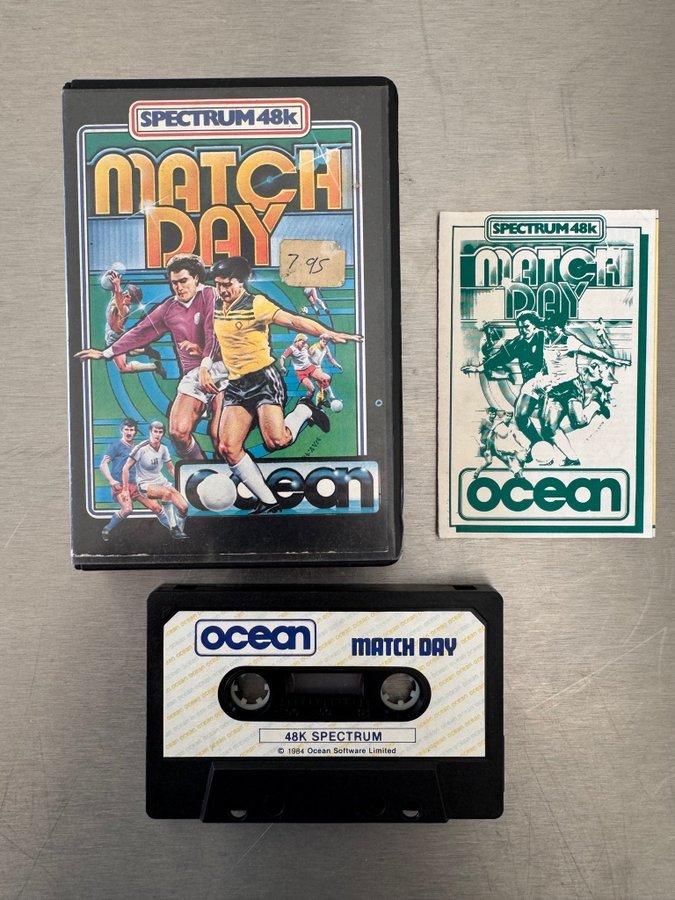 SPECTRUM 48k
MATCH
DAY
7.95
ocean
SPECTRUM 48k
MATCH
DAY
ocean
ocean
MATCH DAY
48K SPECTRUM
© 1984 Ocean Software Limited